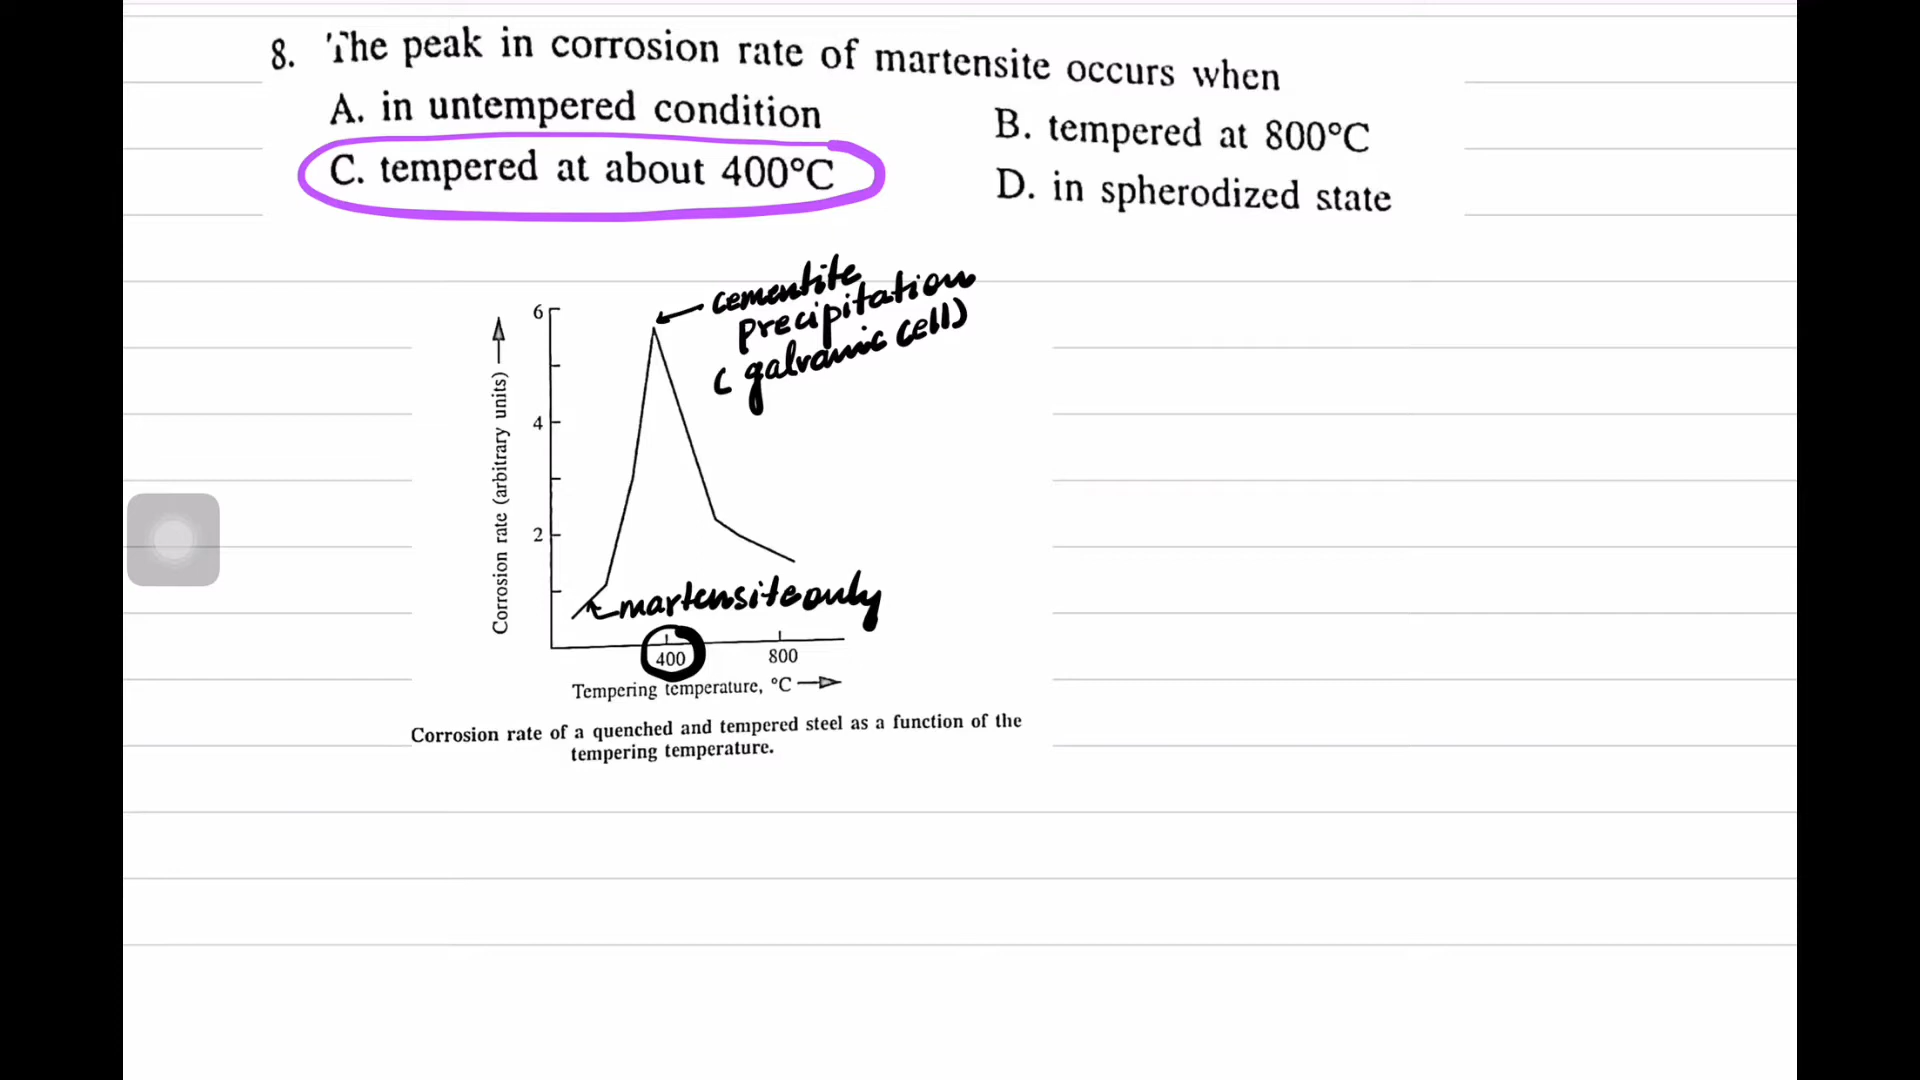 8. The peak in corrosion rate of martensite occurs when
A. in untempered condition
B. tempered at 800°C
C. tempered at about 400°C
D. in spherodized state
cementite
precipitation
( galvanic cell)
6
4
2
Corrosion rate (arbitrary units)
martensite only
400
800
Tempering temperature, °C
Corrosion rate of a quenched and tempered steel as a function of the
tempering temperature.